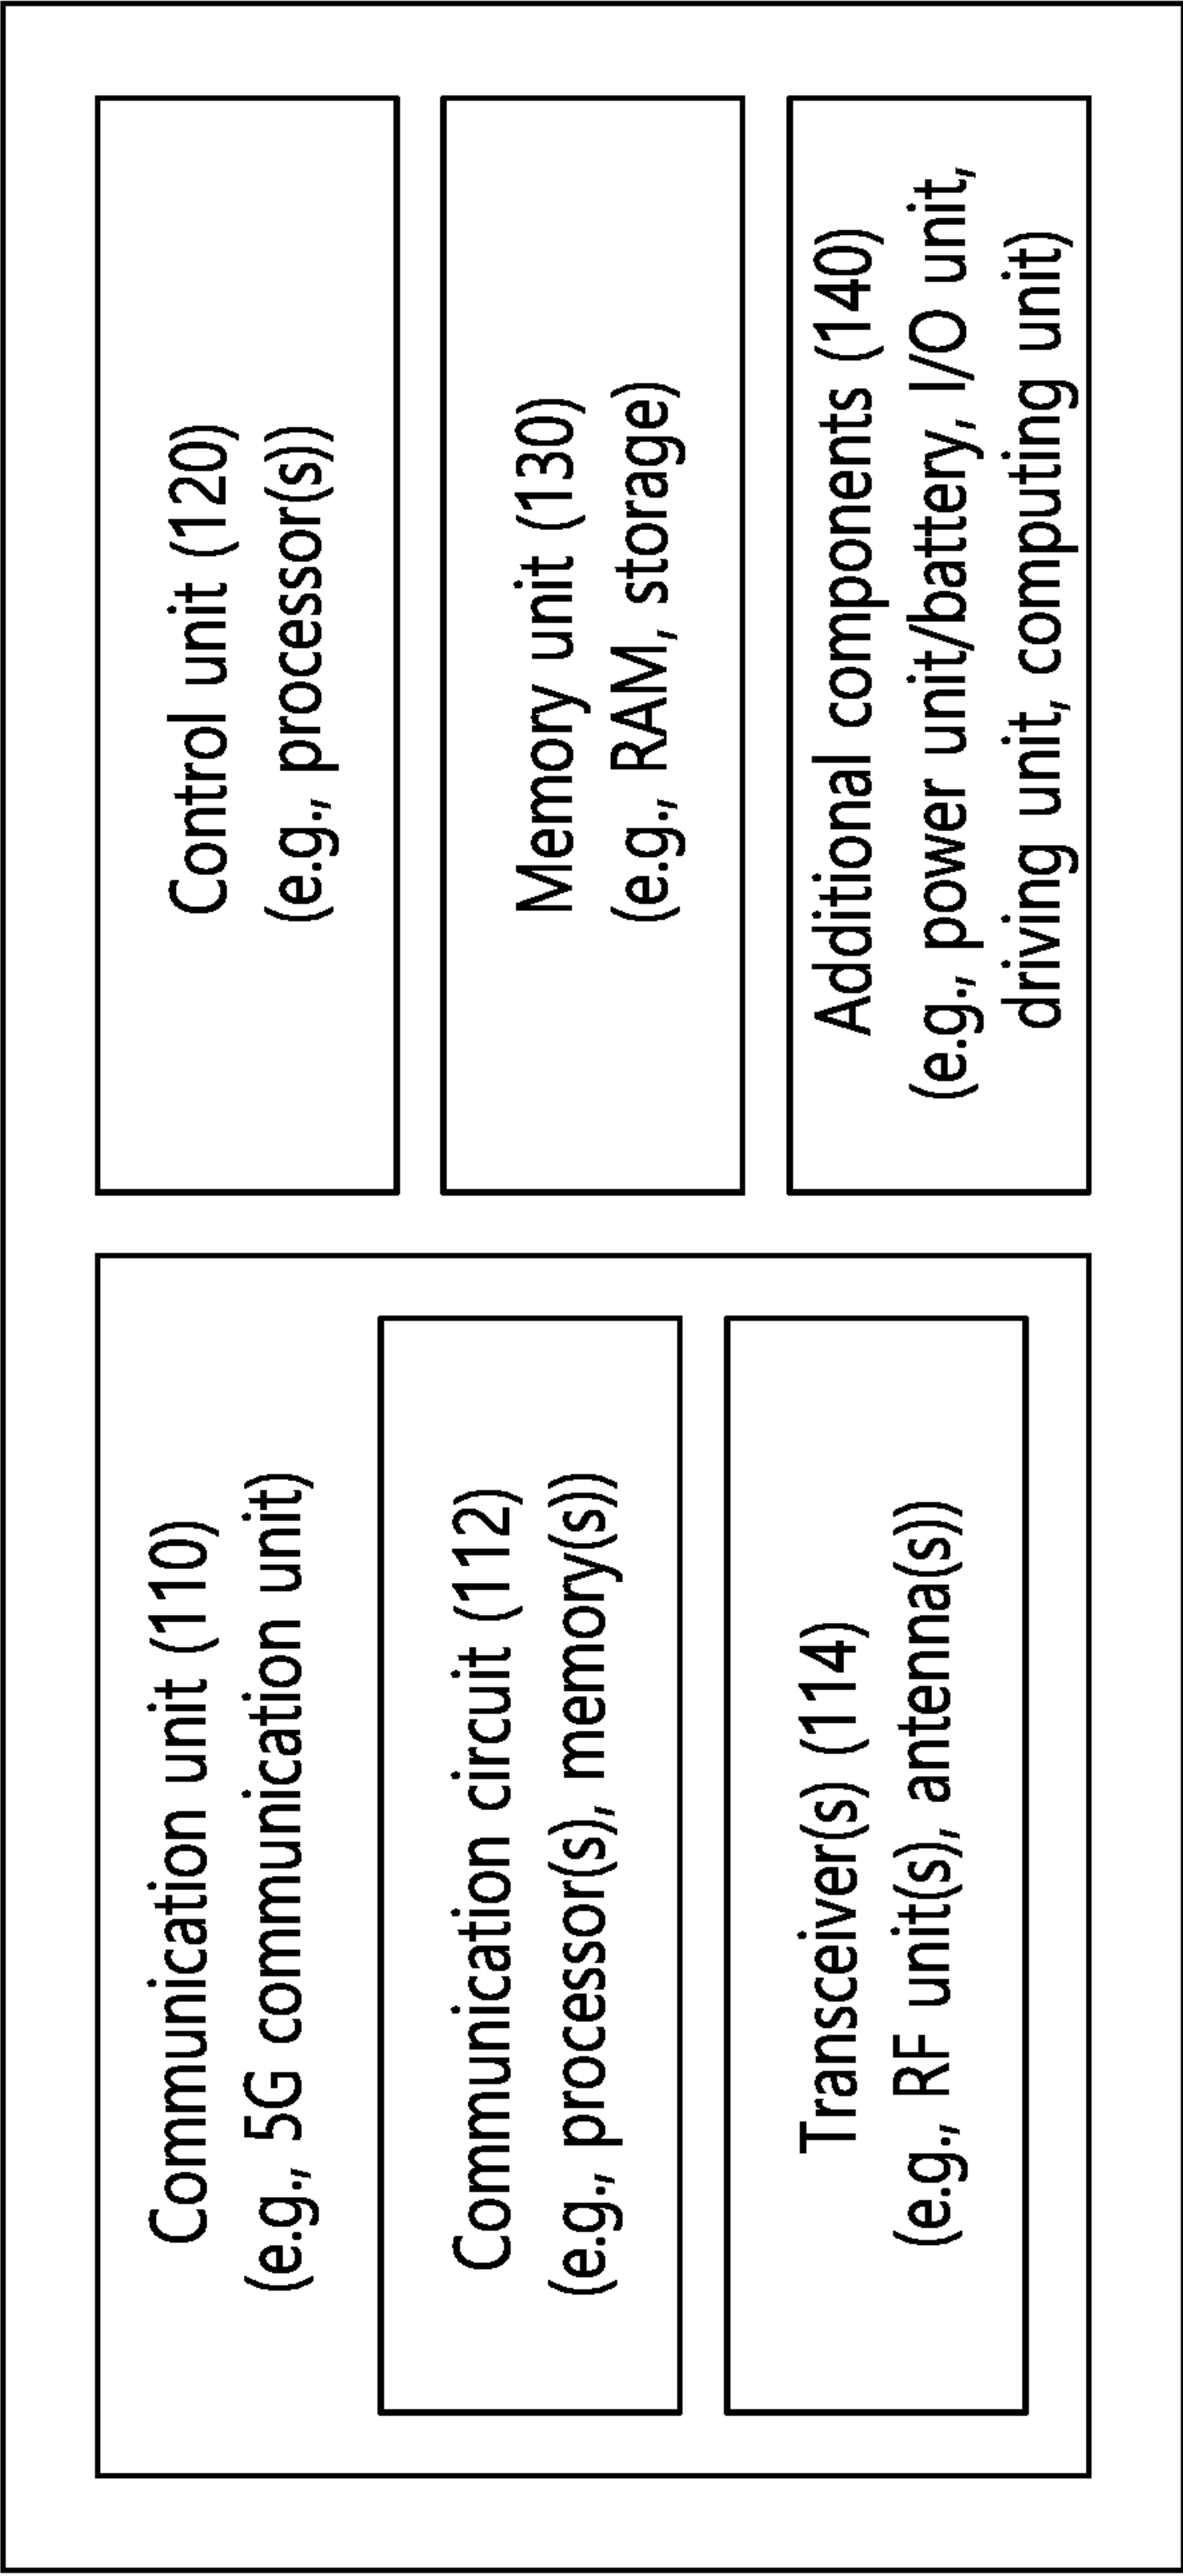 Communication unit (110)
(e.g., 5G communication unit)
Communication circuit (112)
(e.g., processor(s), memory(s))
Transceiver(s) (114)
(e.g., RF unit(s), antenna(s))
Control unit (120)
(e.g., processor(s))
Memory unit (130)
(e.g., RAM, storage)
Additional components (140)
(e.g., power unit/battery, I/O unit,
driving unit, computing unit)